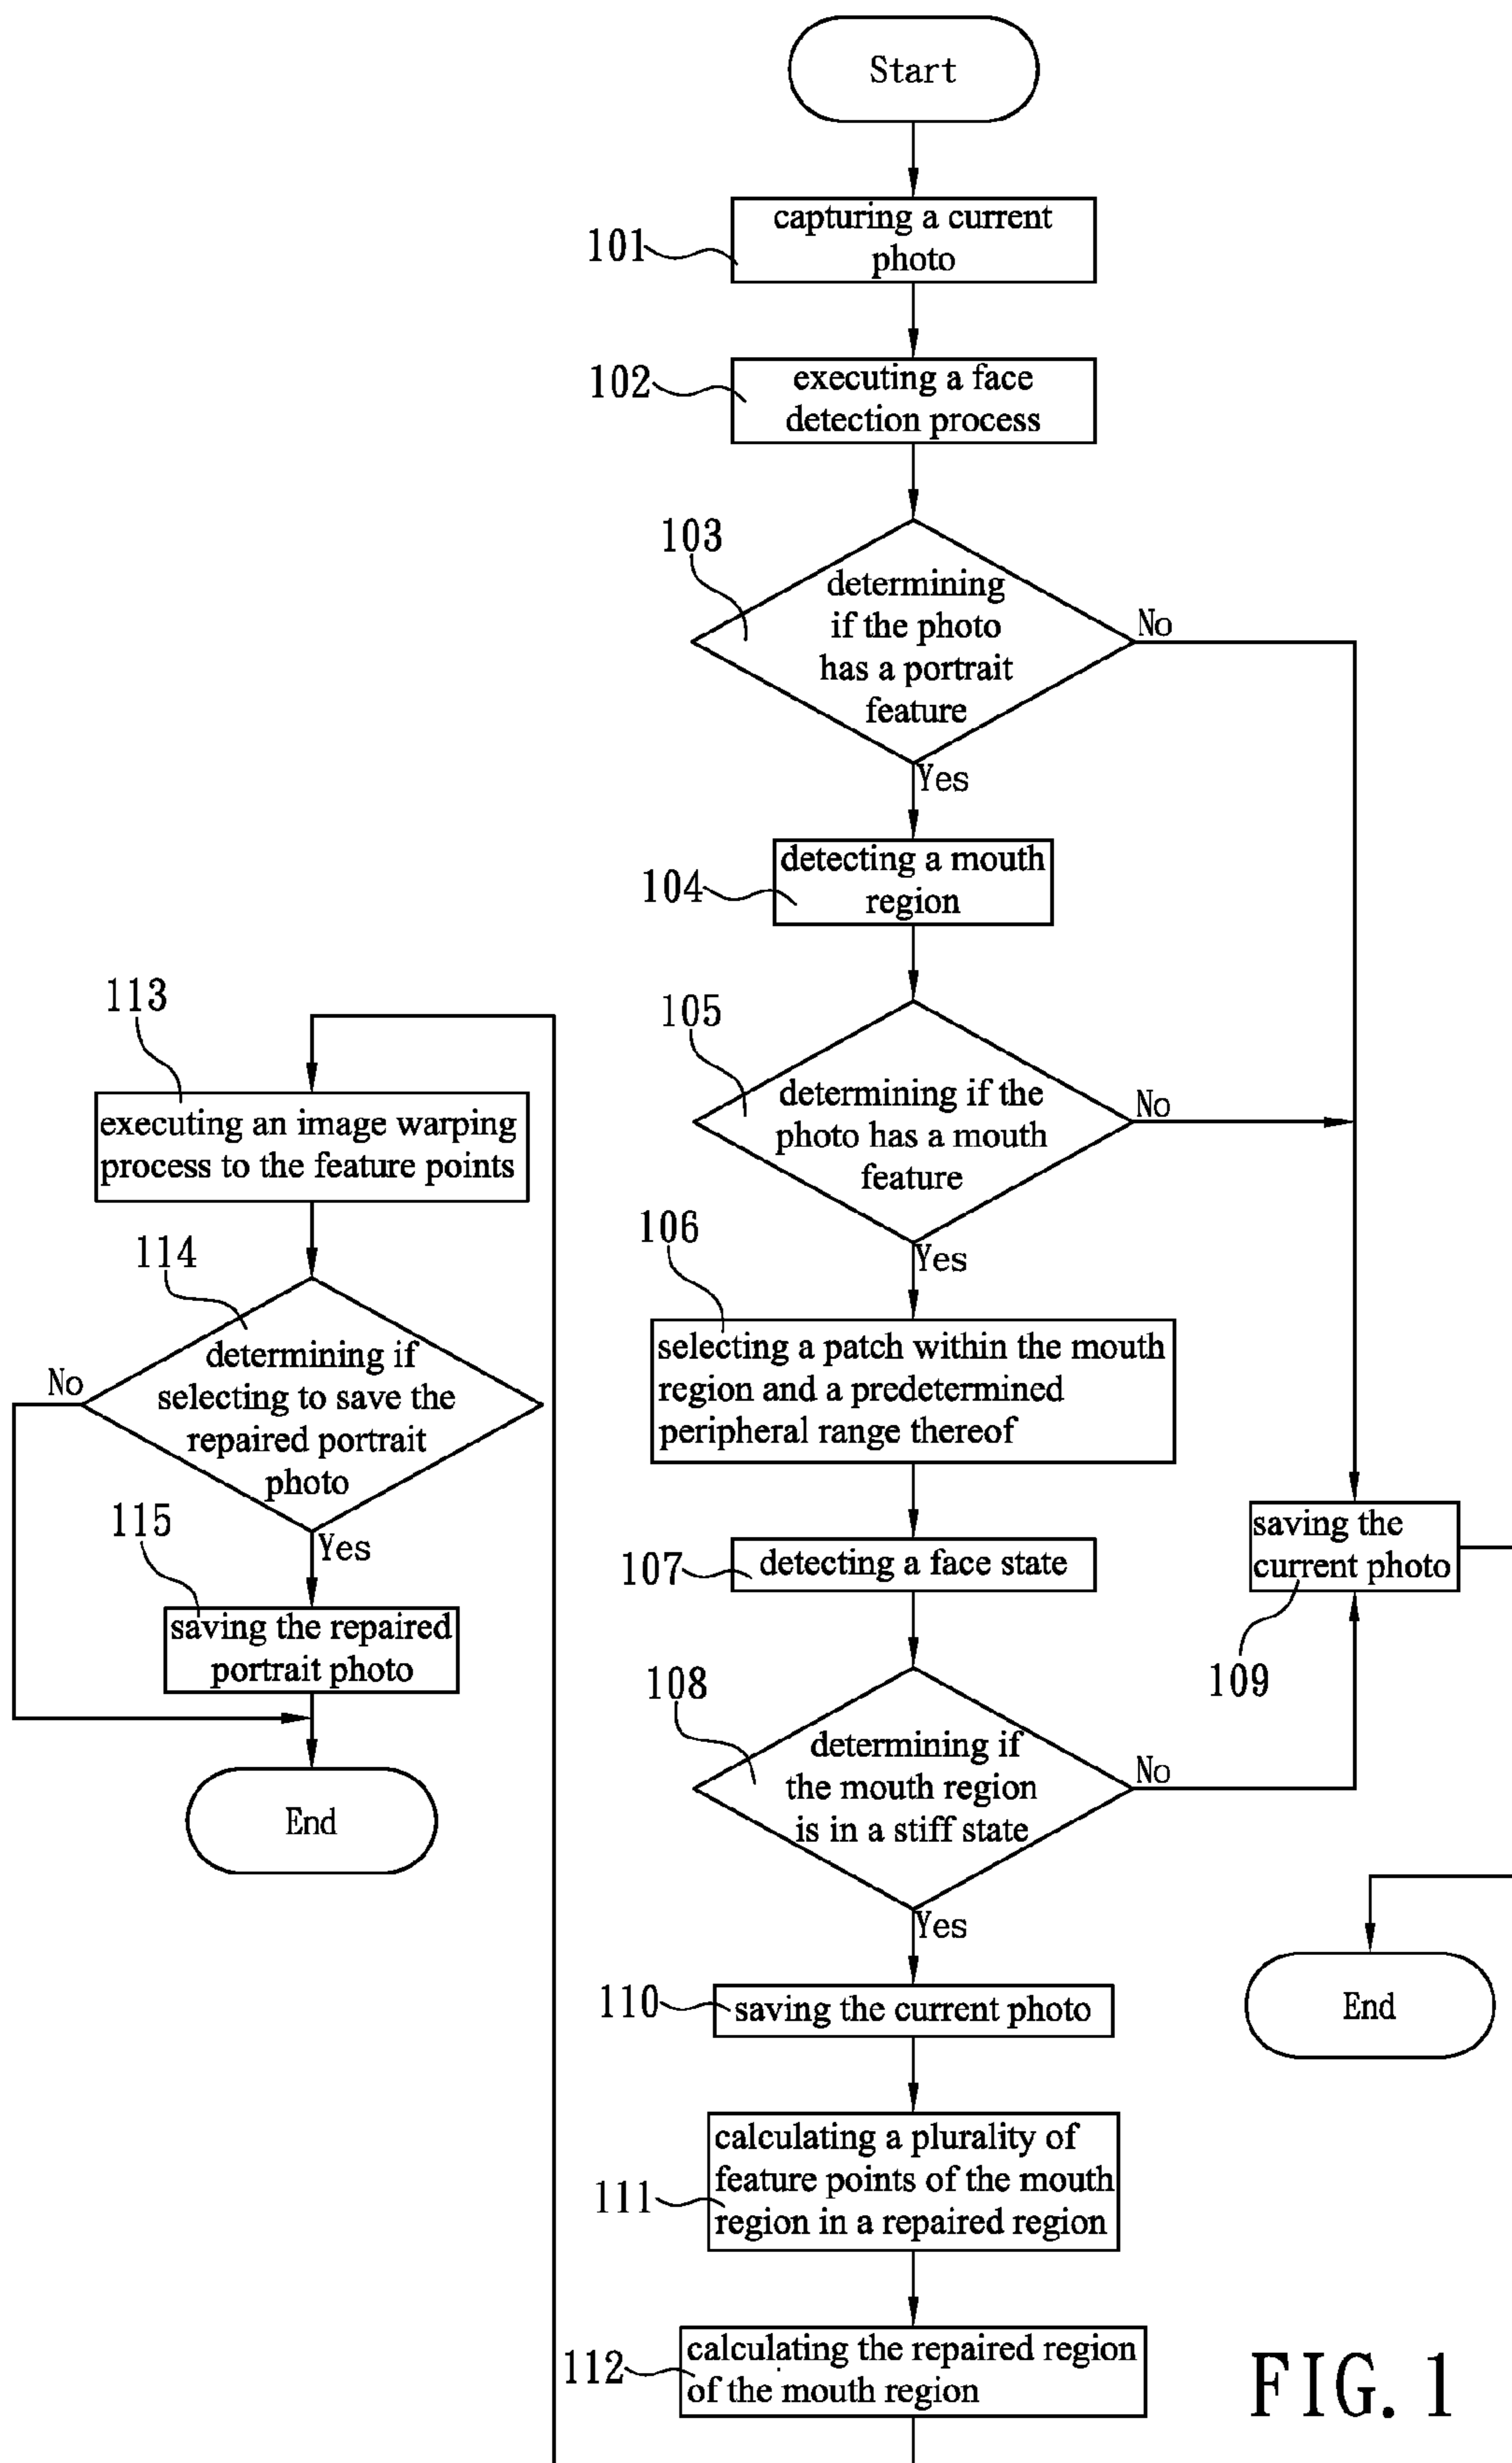 Start
101
capturing a current
photo
102
executing a face
detection process
103
determining
if the photo
has a portrait
feature
No
Yes
104
detecting a mouth
region
105
determining if the
photo has a mouth
feature
No
Yes
106
selecting a patch within the mouth
region and a predetermined
peripheral range thereof
107
detecting a face state
108
determining if
the mouth region
is in a stiff state
No
Yes
saving the
current photo
109
End
110
saving the current photo
111
calculating a plurality of
feature points of the mouth
region in a repaired region
112
calculating the repaired region
of the mouth region
113
executing an image warping
process to the feature points
114
determining if
selecting to save the
repaired portrait
photo
No
Yes
115
saving the repaired
portrait photo
End
FIG. 1